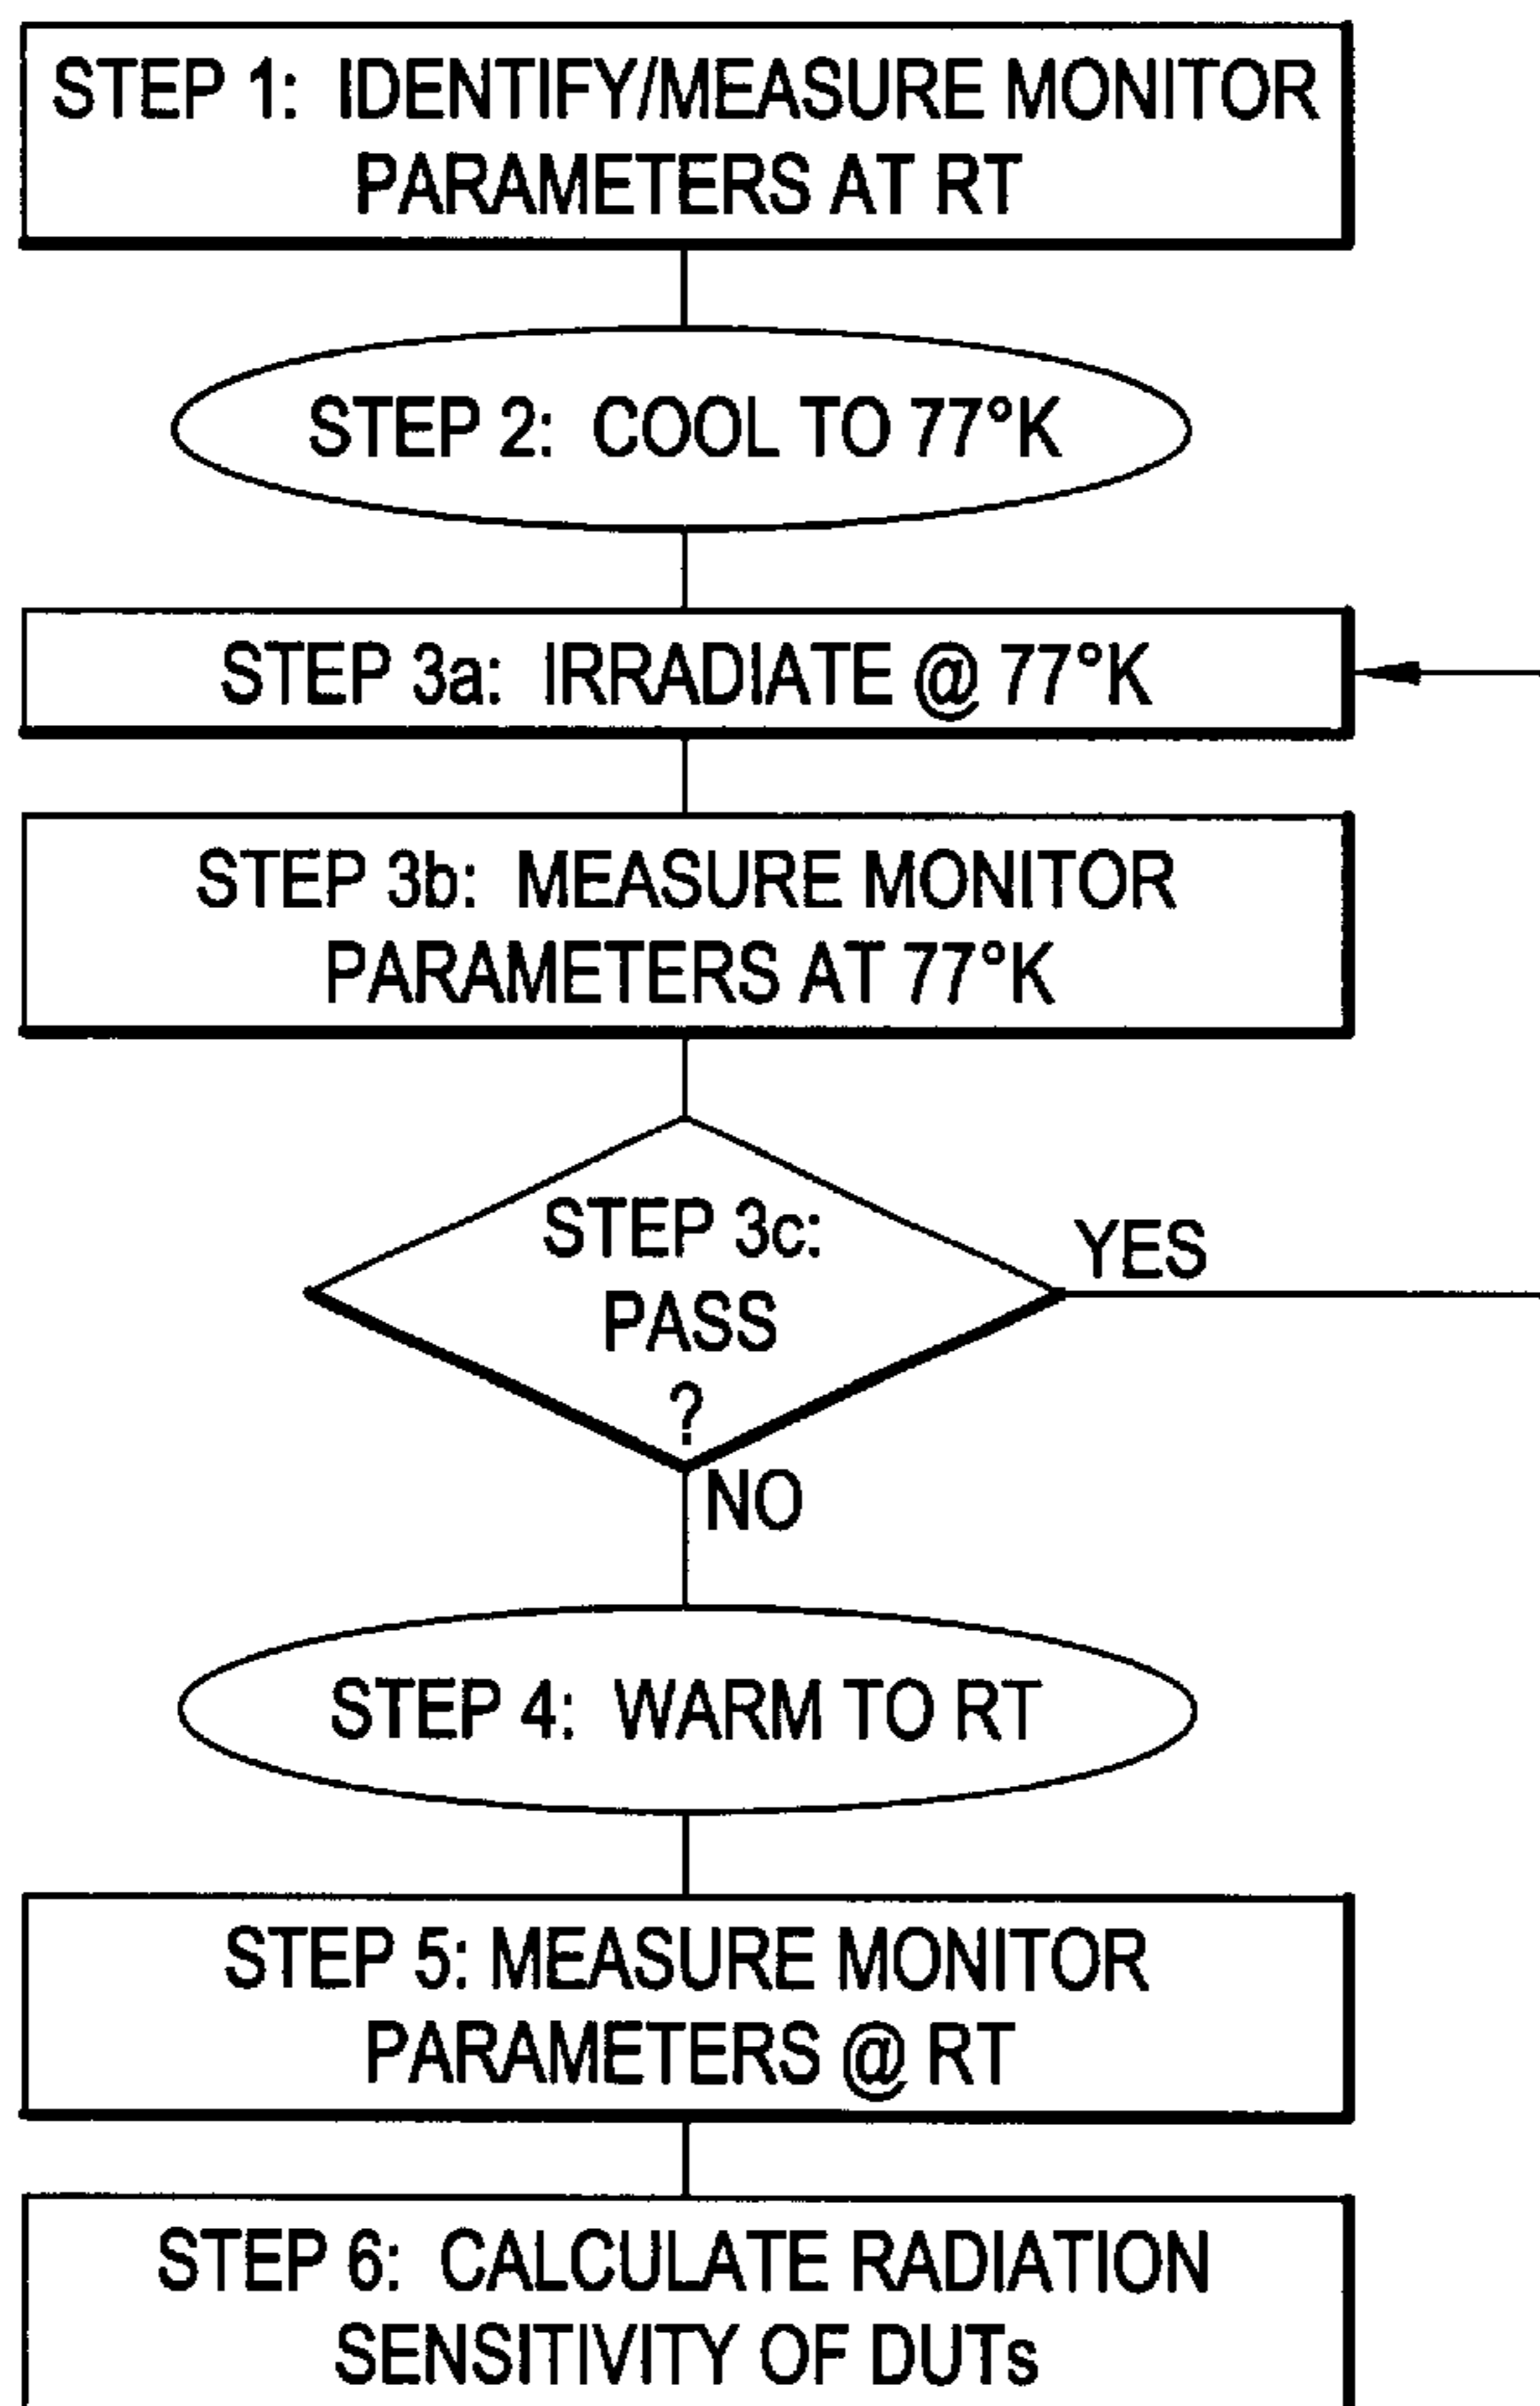 STEP 1: IDENTIFY/MEASURE MONITOR
PARAMETERS AT RT
STEP 2: COOL TO 77°K
STEP 3a: IRRADIATE @ 77°K
STEP 3b: MEASURE MONITOR
PARAMETERS AT 77°K
STEP 3c:
PASS
?
YES
NO
STEP 4: WARM TO RT
STEP 5: MEASURE MONITOR
PARAMETERS @ RT
STEP 6: CALCULATE RADIATION
SENSITIVITY OF DUTs